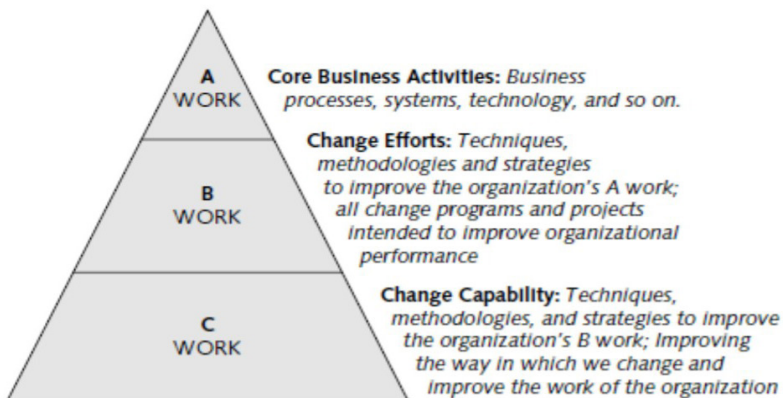 A
WORK
Core Business Activities: Business
processes, systems, technology, and so on.
Change Efforts: Techniques,
methodologies and strategies
to improve the organization's A work;
all change programs and projects
intended to improve organizational
performance
B
WORK
Change Capability: Techniques,
methodologies, and strategies to improve
the organization's B work; Improving
the way in which we change and
improve the work of the organization
C
WORK